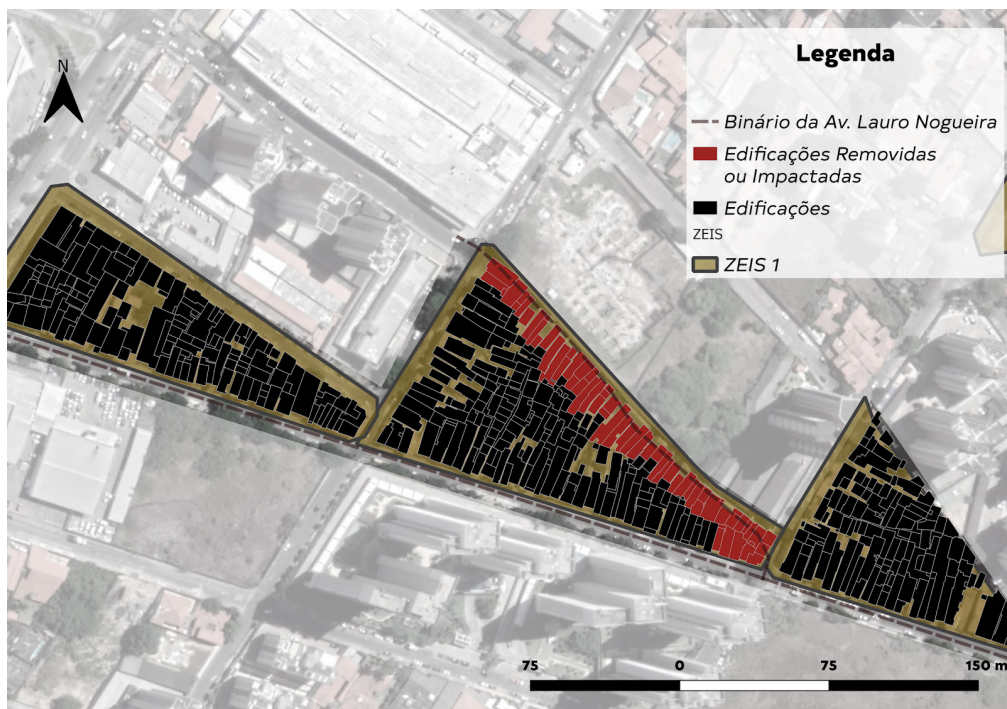 N
Legenda
Binário da Av. Lauro Nogueira
Edificações Removidas
ou Impactadas
Edificações
ZEIS
ZEIS 1
75 0 75 150 m